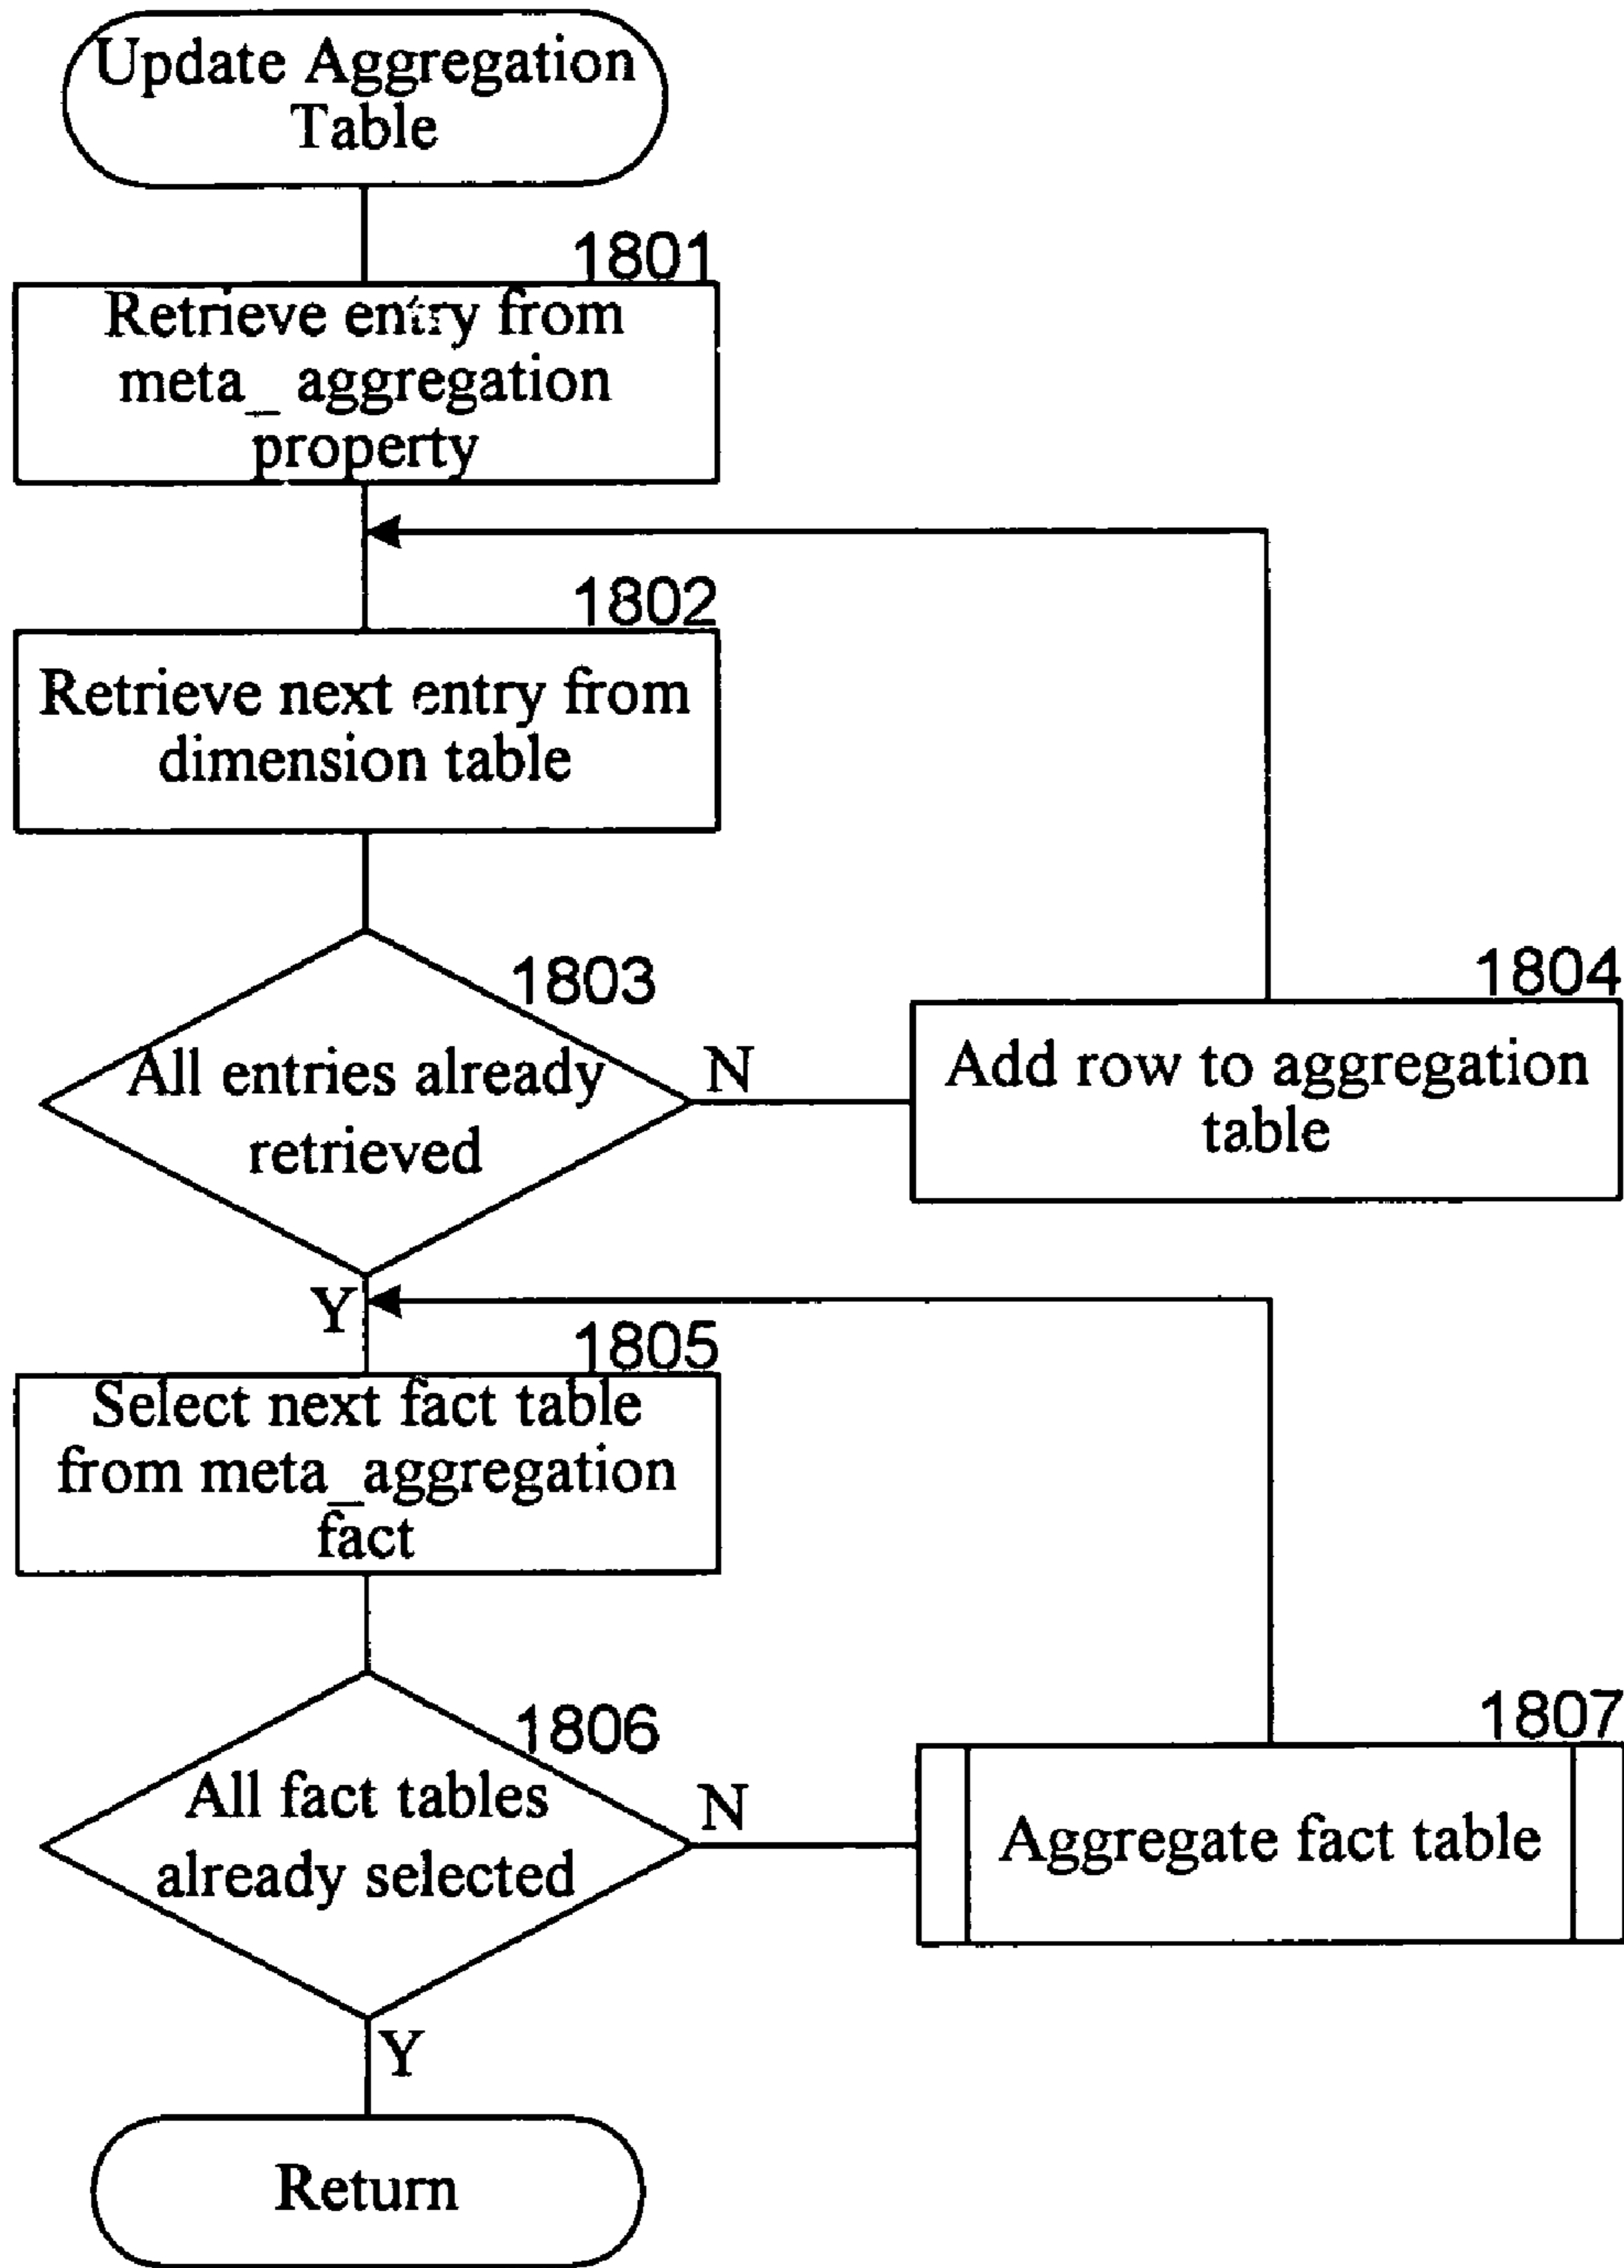 Update Aggregation
Table
1801
Retrieve entry from
meta_ aggregation
property
1802
Retrieve next entry from
dimension table
1803
All entries already
retrieved
N
1804
Add row to aggregation
table
Y
1805
Select next fact table
from meta_aggregation
fact
1806
All fact tables
already selected
N
1807
Aggregate fact table
Y
Return